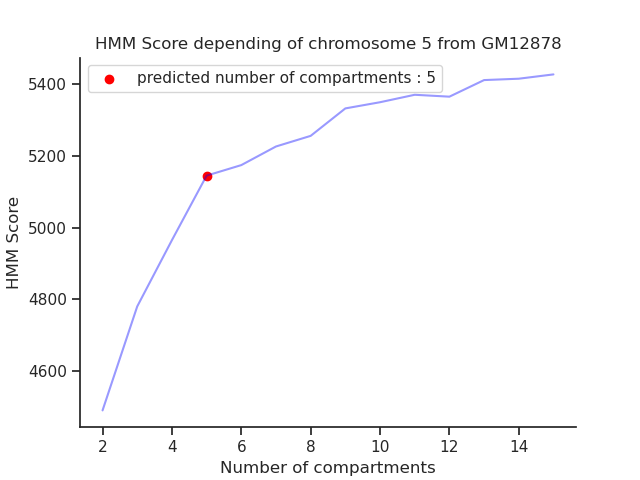 HMM Score depending of chromosome 5 from GM12878
predicted number of compartments : 5
5400
5200
5000
4800
4600
HMM Score
2 4 6 8 10 12 14
Number of compartments